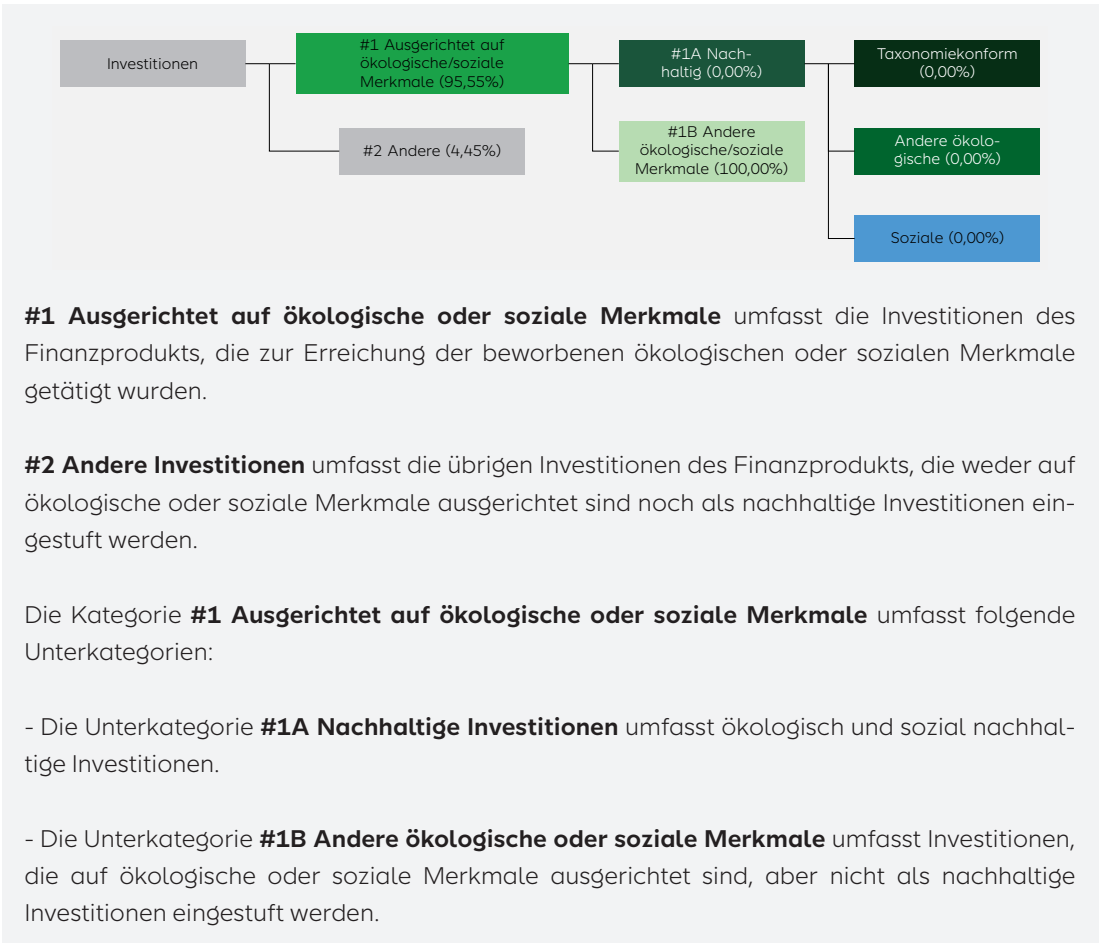 Investitionen
#1 Ausgerichtet auf
ökologische/soziale
Merkmale (95,55%)
#1A Nach-
haltig (0,00%)
Taxonomiekonform
(0,00%)
#2 Andere (4,45%)
#1B Andere
ökologische/soziale
Merkmale (100,00%)
Andere ökolo-
gische (0,00%)
Soziale (0,00%)
#1 Ausgerichtet auf ökologische oder soziale Merkmale umfasst die Investitionen des
Finanzprodukts, die zur Erreichung der beworbenen ökologischen oder sozialen Merkmale
getätigt wurden.
#2 Andere Investitionen umfasst die übrigen Investitionen des Finanzprodukts, die weder auf
ökologische oder soziale Merkmale ausgerichtet sind noch als nachhaltige Investitionen ein-
gestuft werden.
Die Kategorie #1 Ausgerichtet auf ökologische oder soziale Merkmale umfasst folgende
Unterkategorien:
- Die Unterkategorie #1A Nachhaltige Investitionen umfasst ökologisch und sozial nachhal-
tige Investitionen.
- Die Unterkategorie #1B Andere ökologische oder soziale Merkmale umfasst Investitionen,
die auf ökologische oder soziale Merkmale ausgerichtet sind, aber nicht als nachhaltige
Investitionen eingestuft werden.